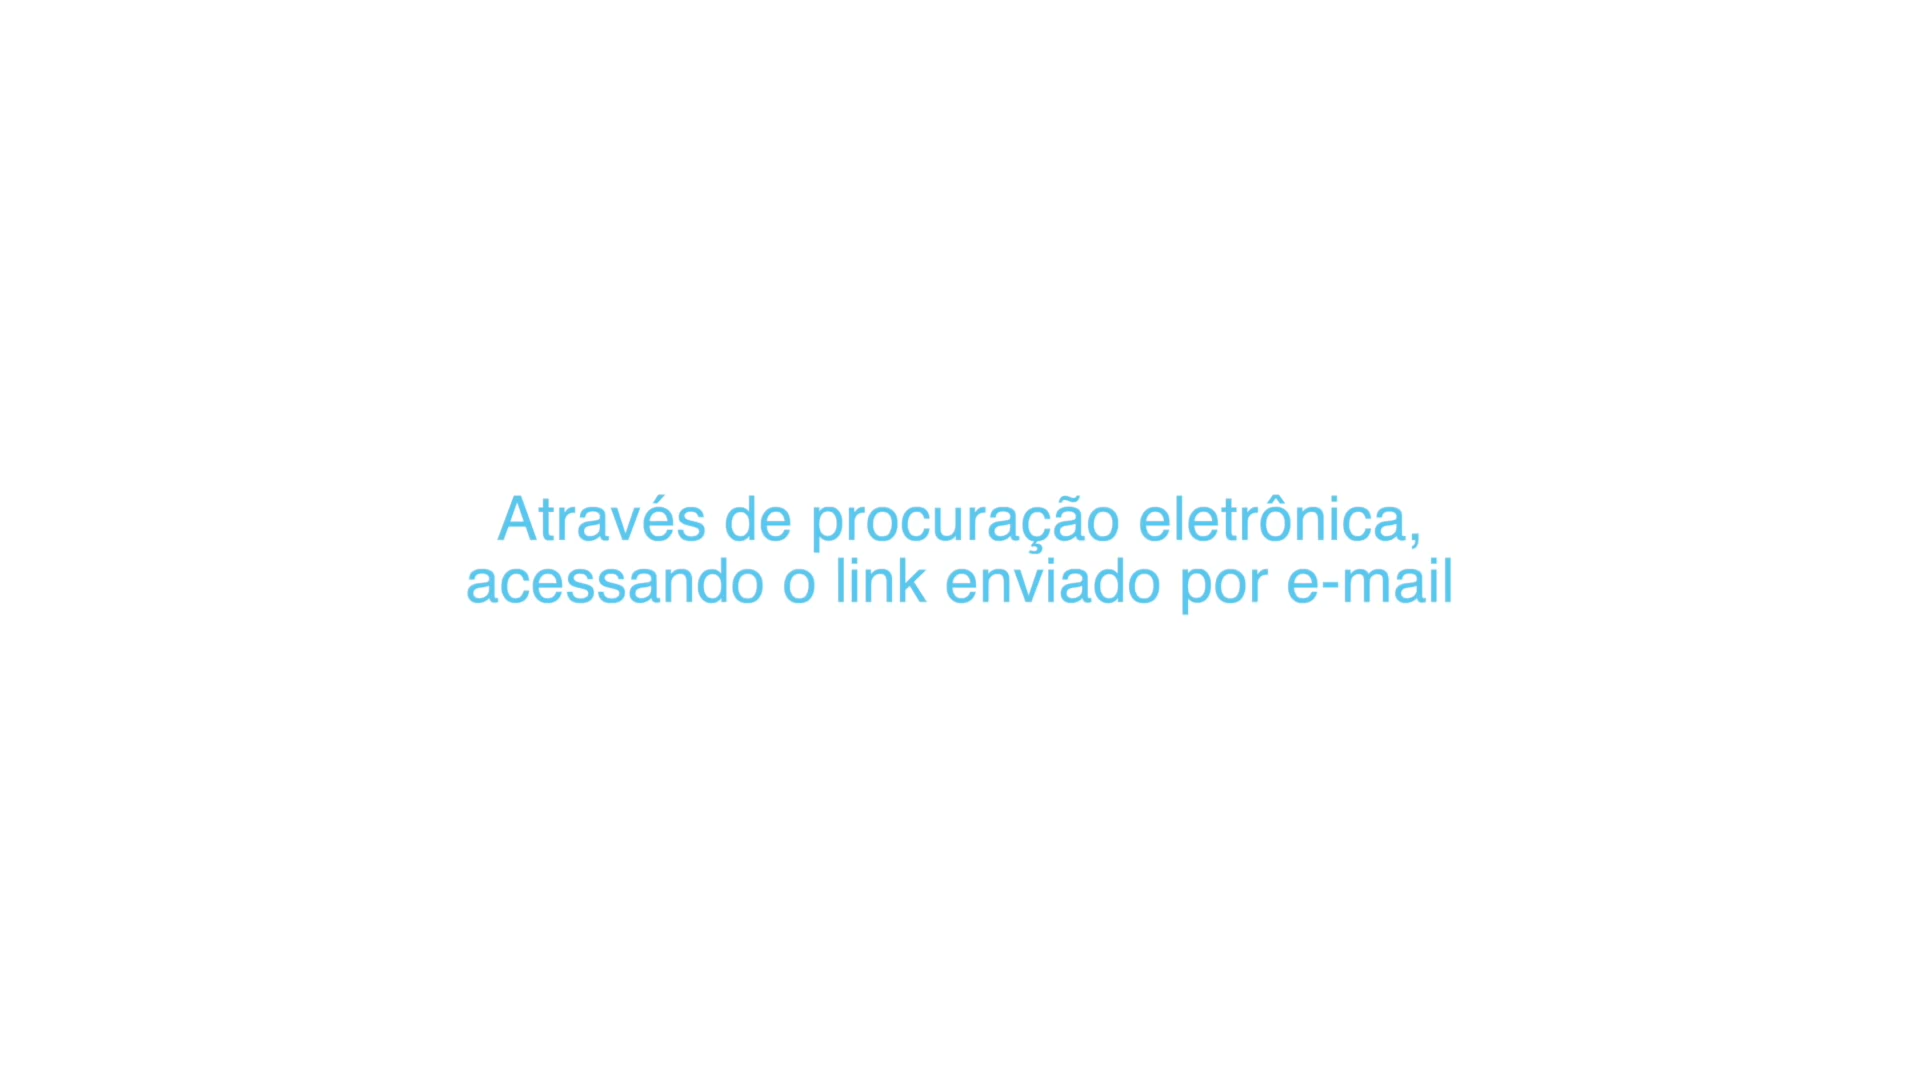 Através de procuração eletrônica,
acessando o link enviado por e-mail